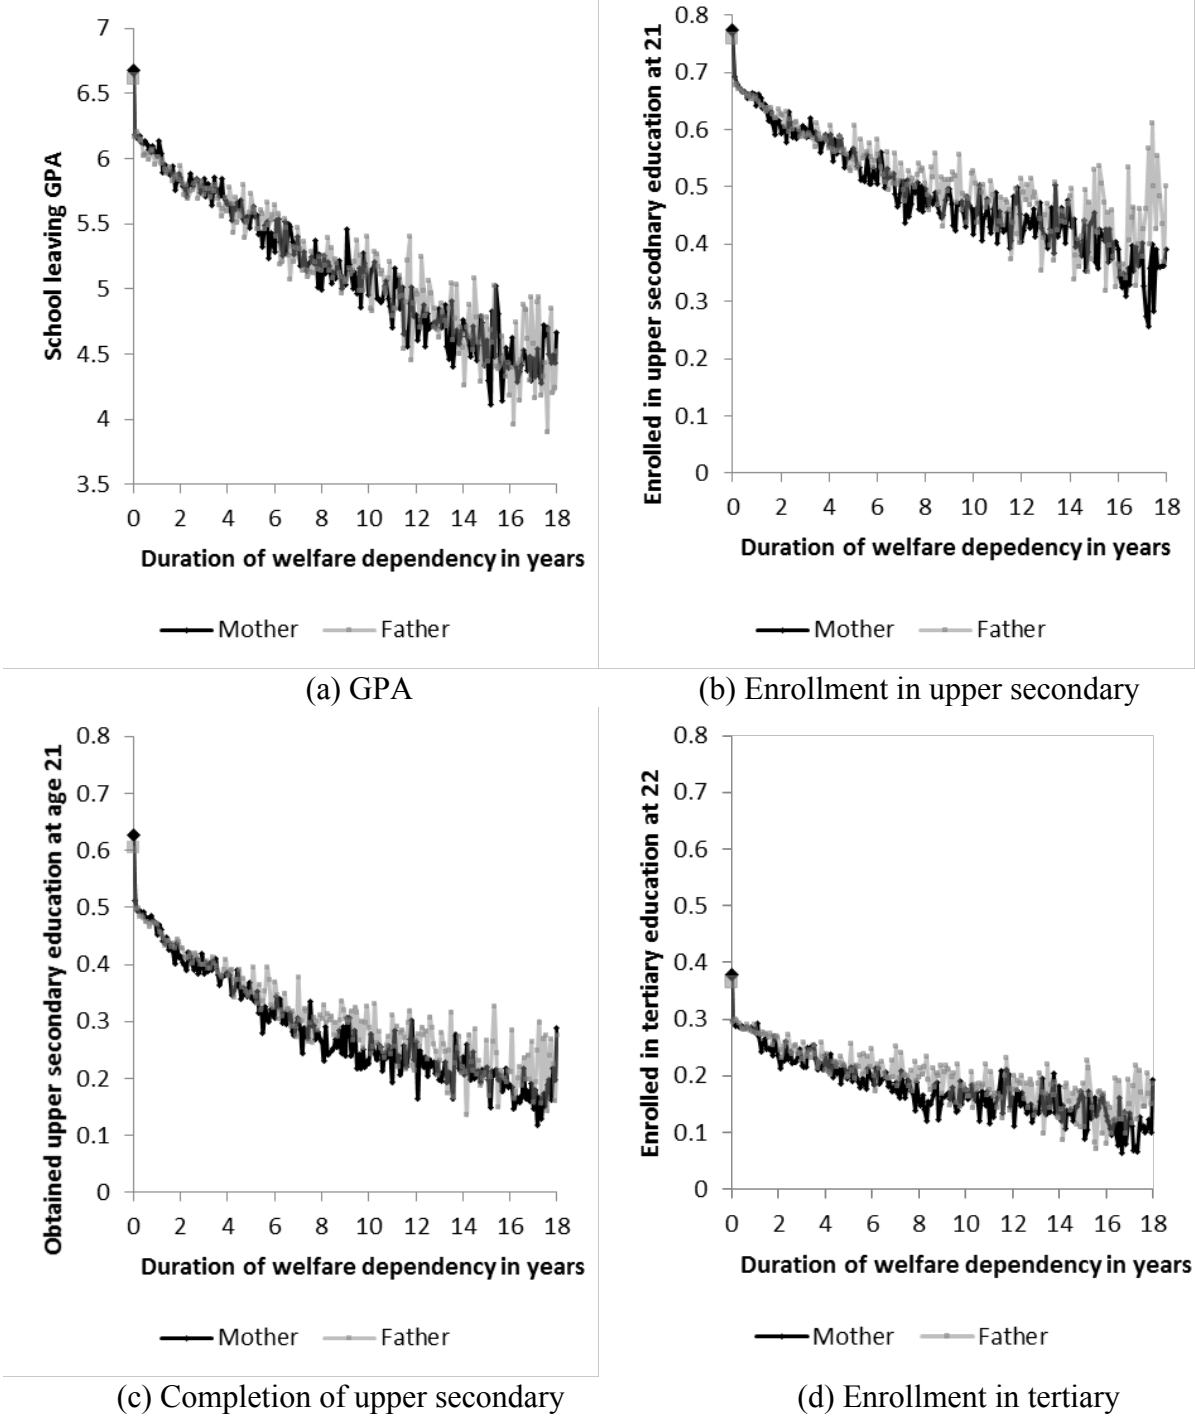 7
6.5
6
5.5
5
4.5
4
3.5
School leaving GPA
0 2 4 6 8 10 12 14 16 18
Duration of welfare dependency in years
Mother Father
(a) GPA
0.8
0.7
0.6
0.5
0.4
0.3
0.2
0.1
0
Enrolled in upper secodnary education at 21
0 2 4 6 8 10 12 14 16 18
Duration of welfare depedency in years
Mother Father
(b) Enrollment in upper secondary
0.8
0.7
0.6
0.5
0.4
0.3
0.2
0.1
0
Obtained upper secondary education at age 21
0 2 4 6 8 10 12 14 16 18
Duration of welfare dependency in years
Mother Father
(c) Completion of upper secondary
0.8
0.7
0.6
0.5
0.4
0.3
0.2
0.1
0
Enrolled in tertiary education at 22
0 2 4 6 8 10 12 14 16 18
Duration of welfare dependency in years
Mother Father
(d) Enrollment in tertiary